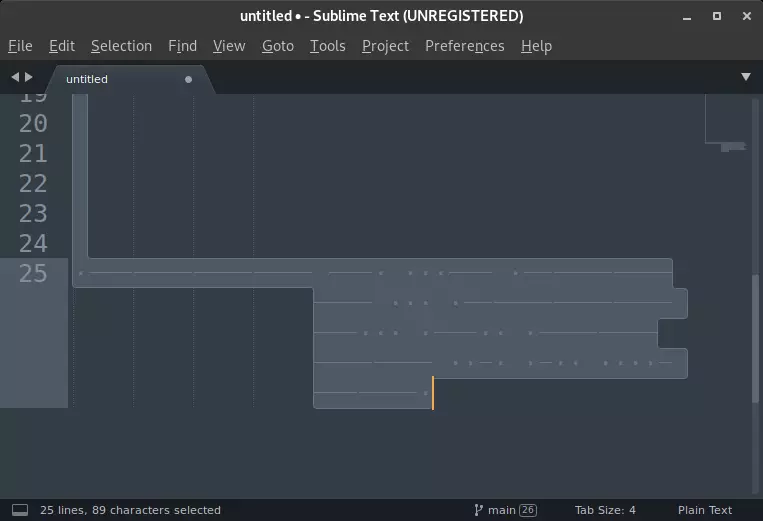 untitled • - Sublime Text (UNREGISTERED)
File Edit Selection Find View Goto Tools Project Preferences Help
untitled
19
20
21
22
23
24
25
25 lines, 89 characters selected main 26 Tab Size: 4 Plain Text